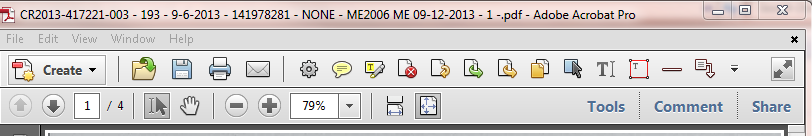 CR2013-417221-003 - 193 - 9-6-2013 - 141978281 - NONE - ME2006 ME 09-12-2013 - 1 -.pdf - Adobe Acrobat Pro
File Edit View Window Help
Create
1 / 4 79% Tools Comment Share